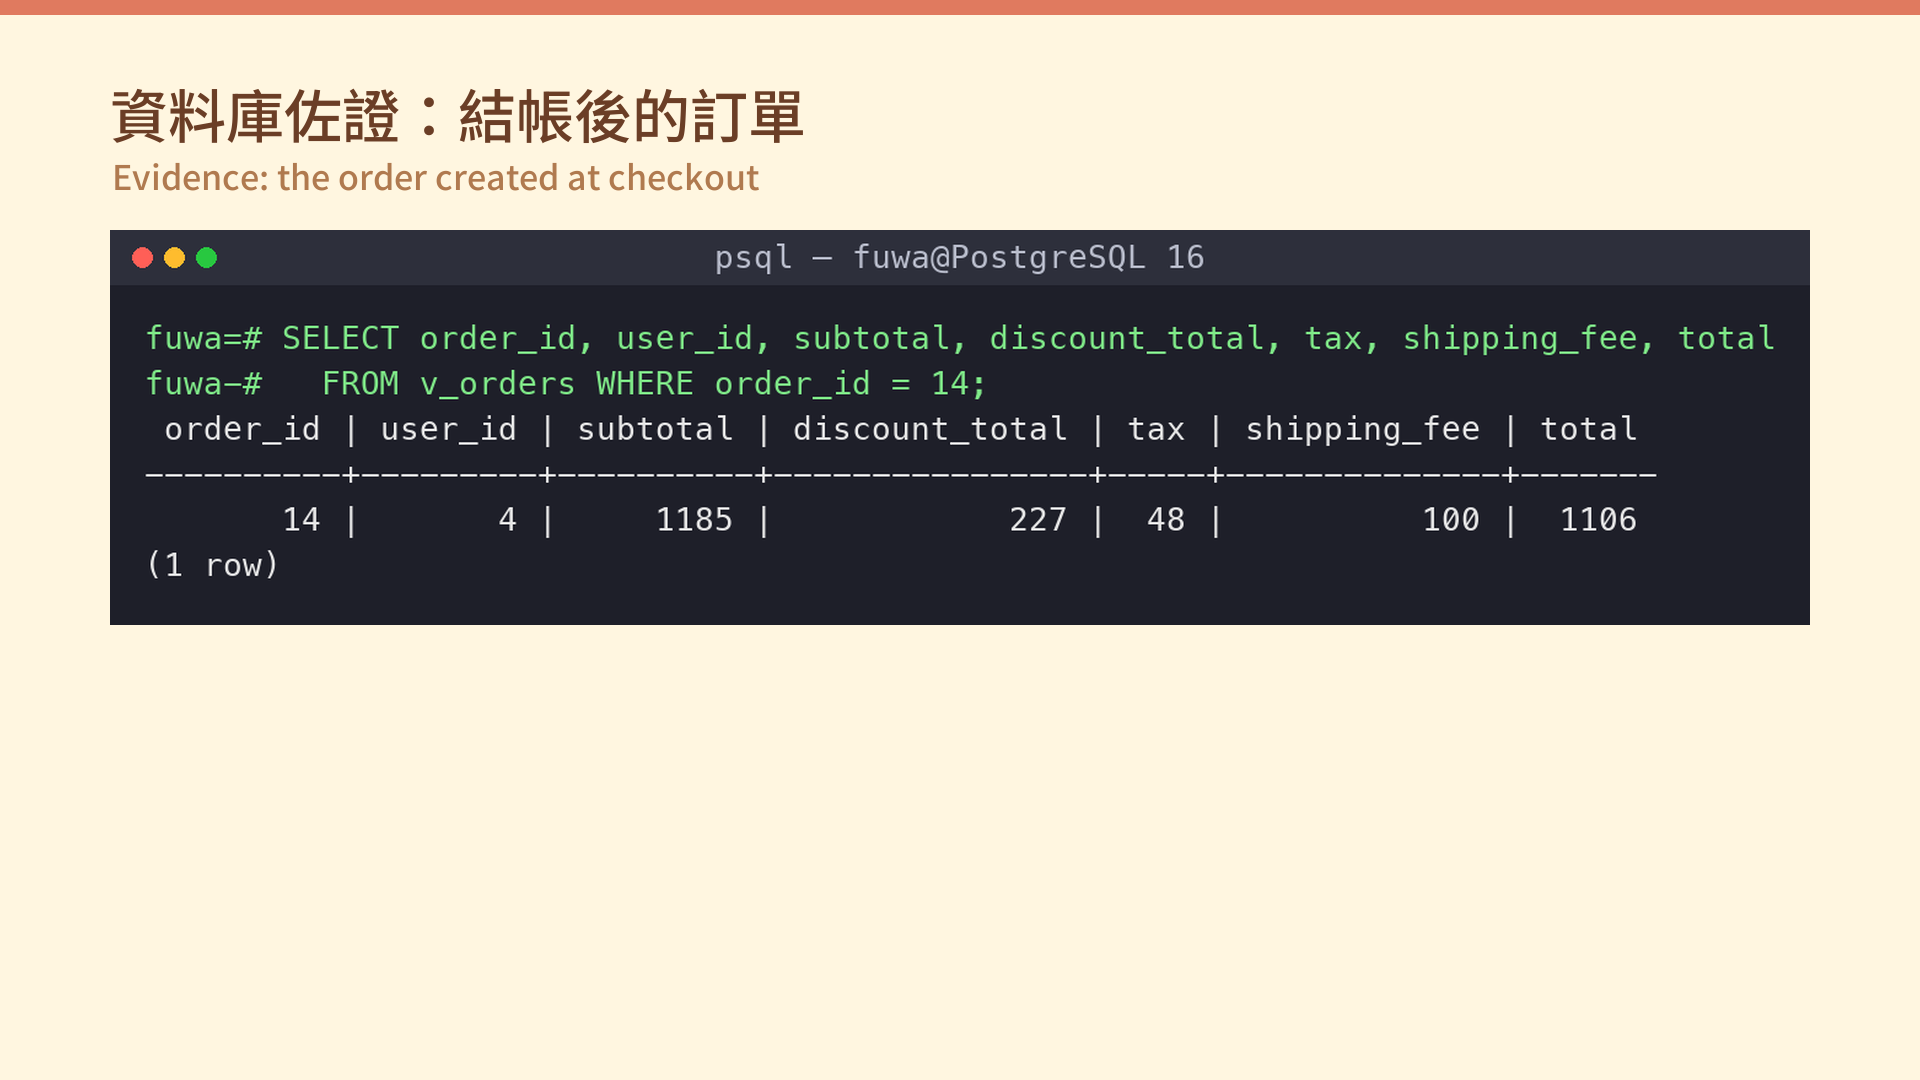 資料庫佐證：結帳後的訂單
Evidence: the order created at checkout
psql — fuwa@PostgreSQL 16
fuwa=# SELECT order_id, user_id, subtotal, discount_total, tax, shipping_fee, total
fuwa-#   FROM v_orders WHERE order_id = 14;
 order_id | user_id | subtotal | discount_total | tax | shipping_fee | total
----------+---------+----------+----------------+-----+--------------+-------
       14 |       4 |     1185 |            227 |  48 |          100 |  1106
(1 row)